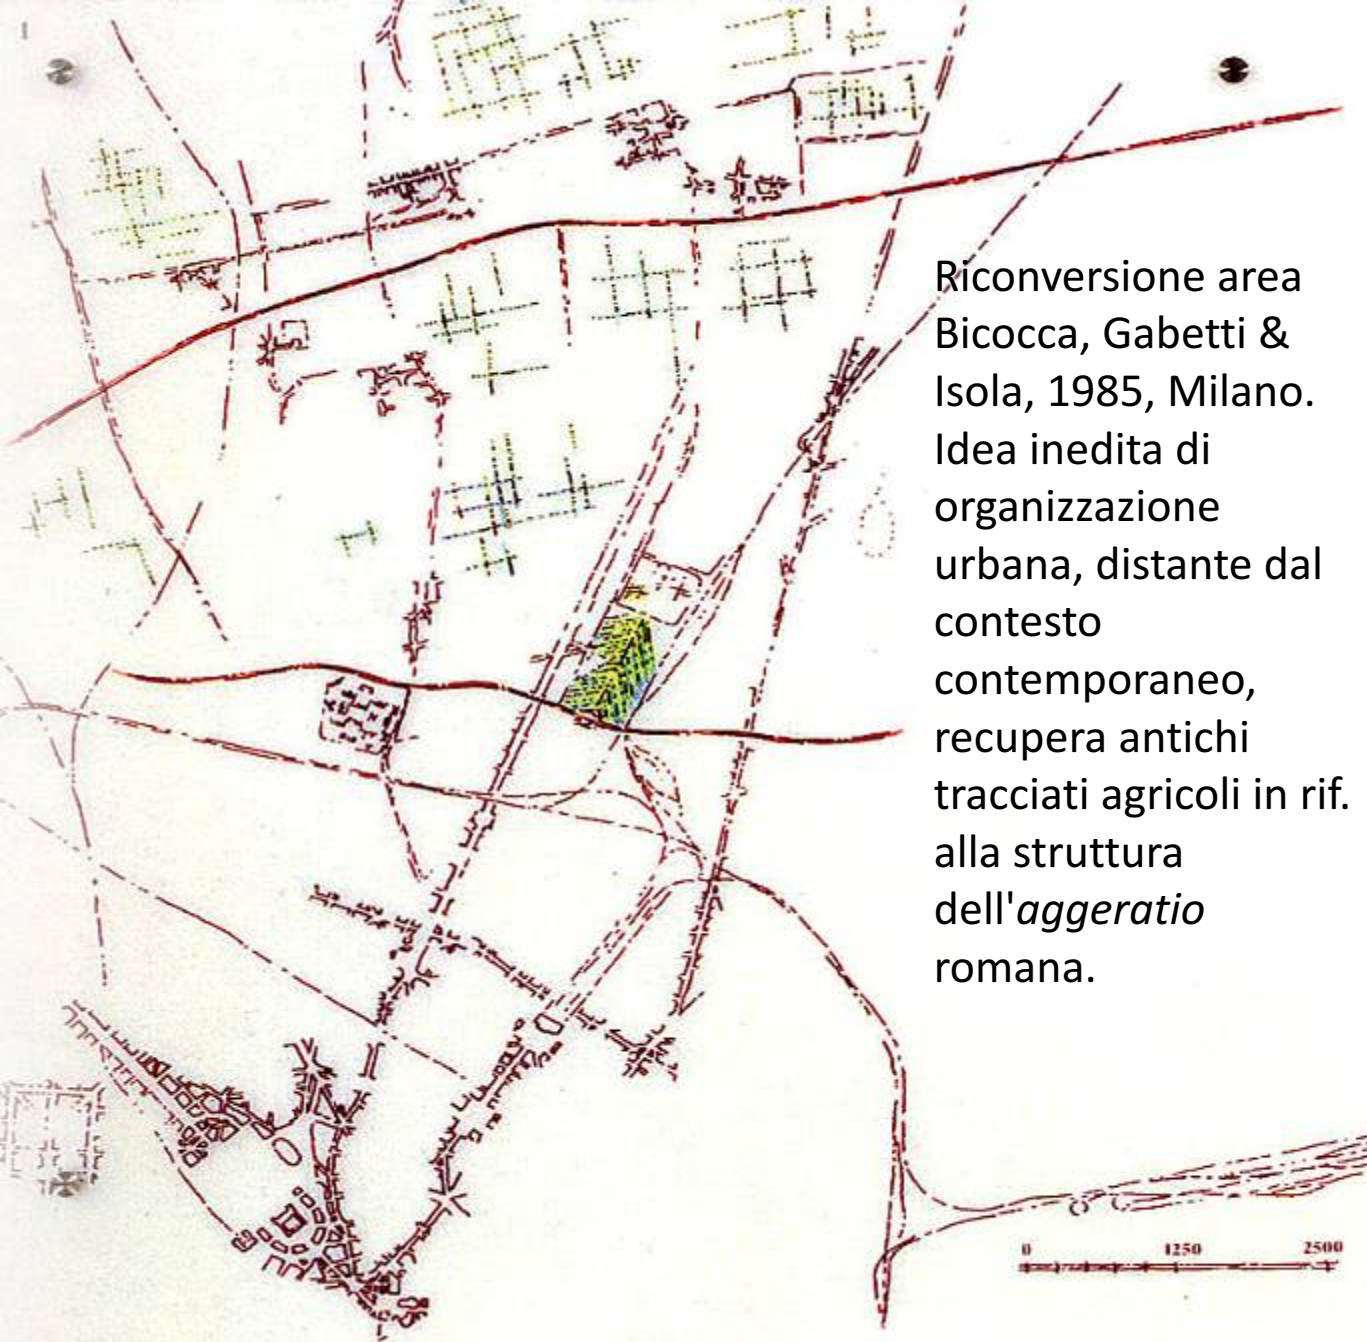 Riconversione area
Bicocca, Gabetti &
Isola, 1985, Milano.
Idea inedita di
organizzazione
urbana, distante dal
contesto
contemporaneo,
recupera antichi
tracciati agricoli in rif.
alla struttura
dell'aggeratio
romana.
0 1250 2500